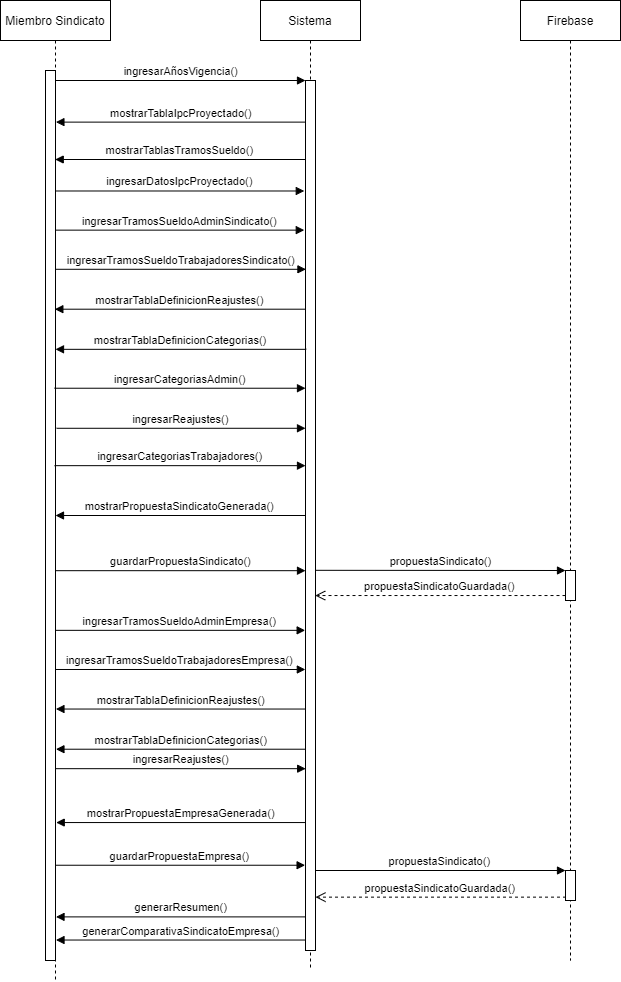 Miembro Sindicato
Sistema
Firebase
ingresarAñosVigencia()
mostrarTablaIpcProyectado()
mostrarTablasTramosSueldo()
ingresarDatosIpcProyectado()
ingresarTramosSueldoAdminSindicato()
ingresarTramosSueldoTrabajadoresSindicato()
mostrarTablaDefinicionReajustes()
mostrarTablaDefinicionCategorias()
ingresarCategoriasAdmin()
ingresarReajustes()
ingresarCategoriasTrabajadores()
mostrarPropuestaSindicatoGenerada()
guardarPropuestaSindicato()
propuestaSindicato()
propuestaSindicatoGuardada()
ingresarTramosSueldoAdminEmpresa()
ingresarTramosSueldoTrabajadoresEmpresa()
mostrarTablaDefinicionReajustes()
mostrarTablaDefinicionCategorias()
ingresarReajustes()
mostrarPropuestaEmpresaGenerada()
guardarPropuestaEmpresa()
propuestaSindicato()
propuestaSindicatoGuardada()
generarResumen()
generarComparativaSindicatoEmpresa()